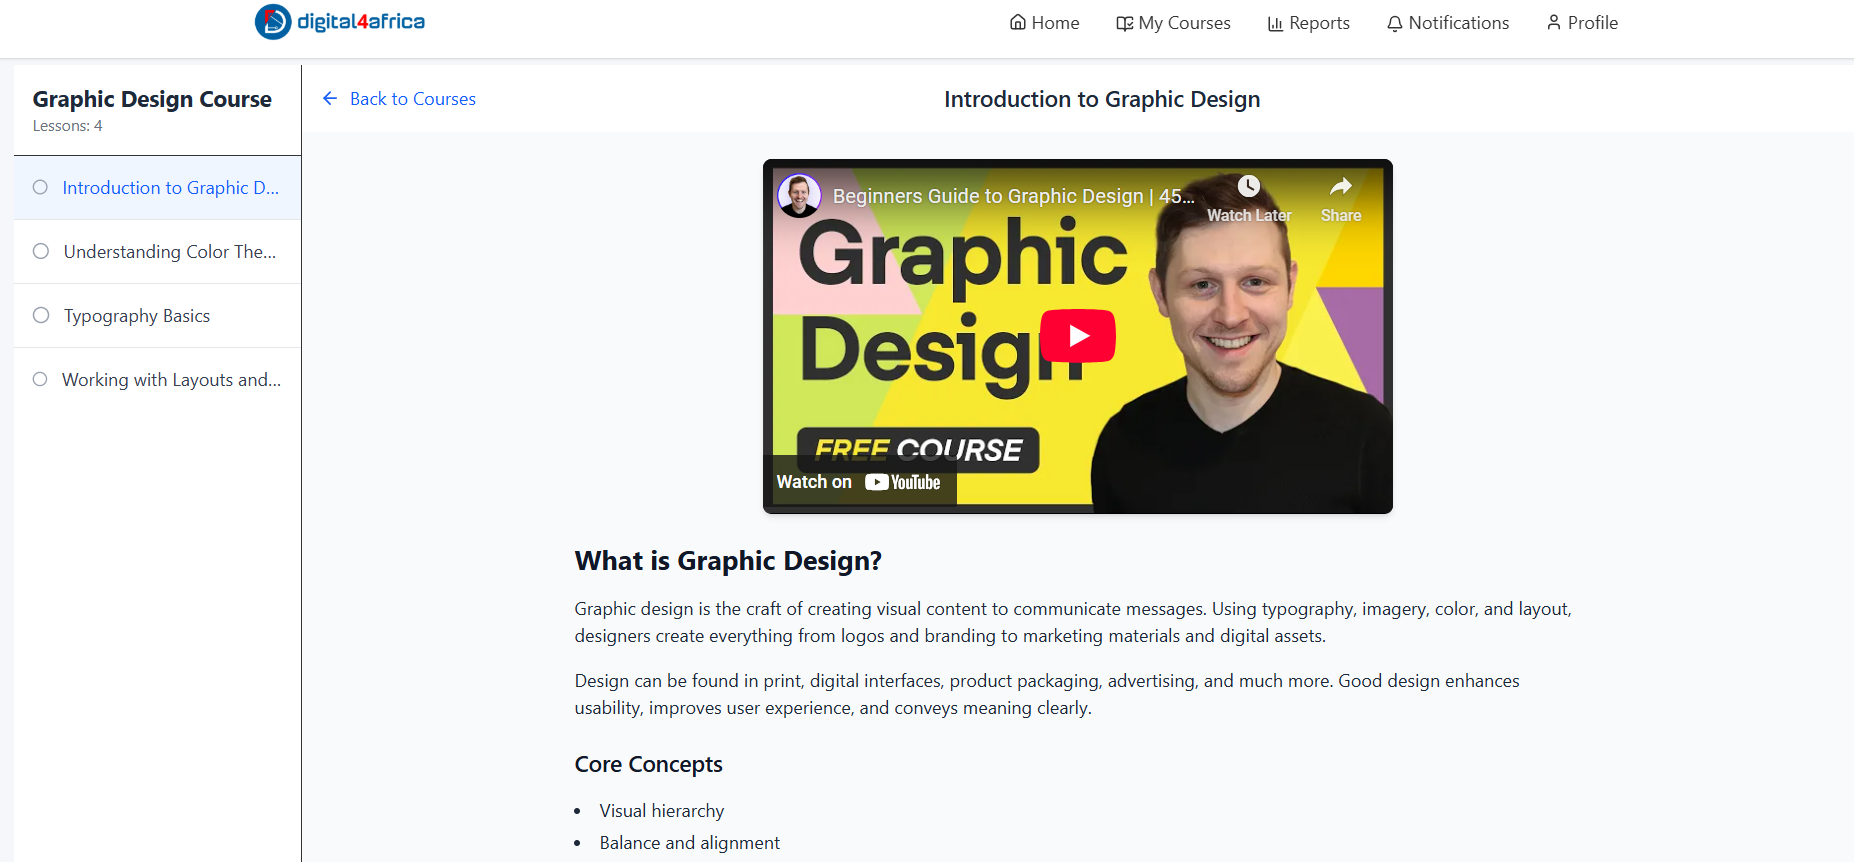 digital4africa
Home
My Courses
Reports
Notifications
Profile
Graphic Design Course
Lessons: 4
Introduction to Graphic D...
Understanding Color The...
Typography Basics
Working with Layouts and...
Back to Courses
Introduction to Graphic Design
Beginners Guide to Graphic Design | 45...
Watch Later
Share
Graphic
Design
FREE COURSE
Watch on YouTube
What is Graphic Design?
Graphic design is the craft of creating visual content to communicate messages. Using typography, imagery, color, and layout,
designers create everything from logos and branding to marketing materials and digital assets.
Design can be found in print, digital interfaces, product packaging, advertising, and much more. Good design enhances
usability, improves user experience, and conveys meaning clearly.
Core Concepts
• Visual hierarchy
• Balance and alignment